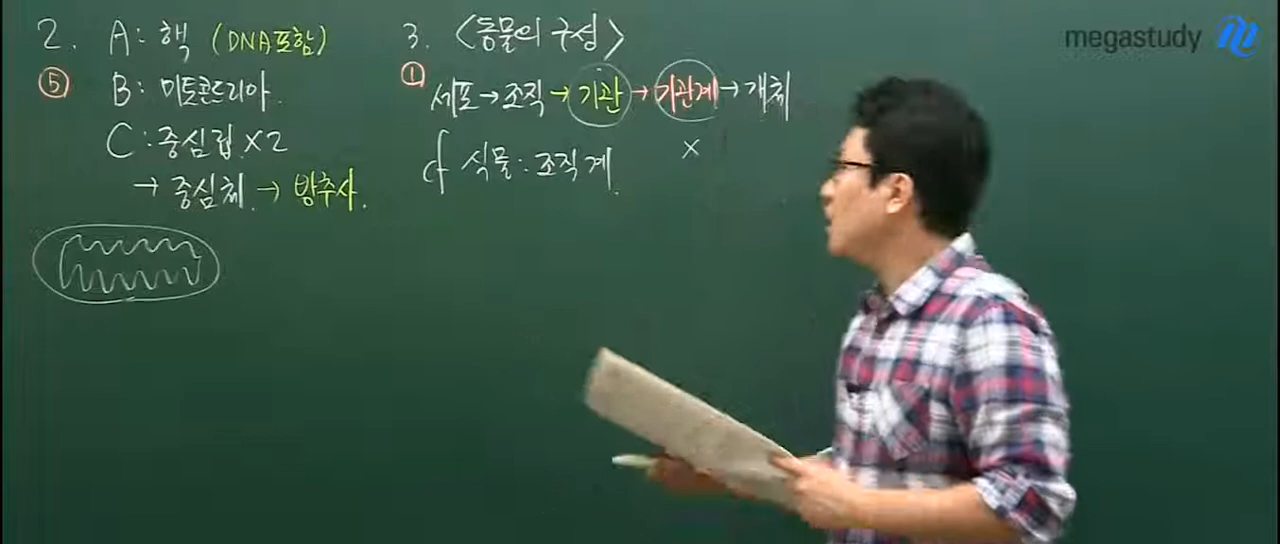 2. A: 핵 (DNA포함)
⑤ B: 미토콘드리아.
C: 중심립 ×2
→ 중심체. → 방추사.
3. <동물의 구성>
① 세포→조직→기관→기관계→개체
cf 식물: 조직계. ×
megastudy